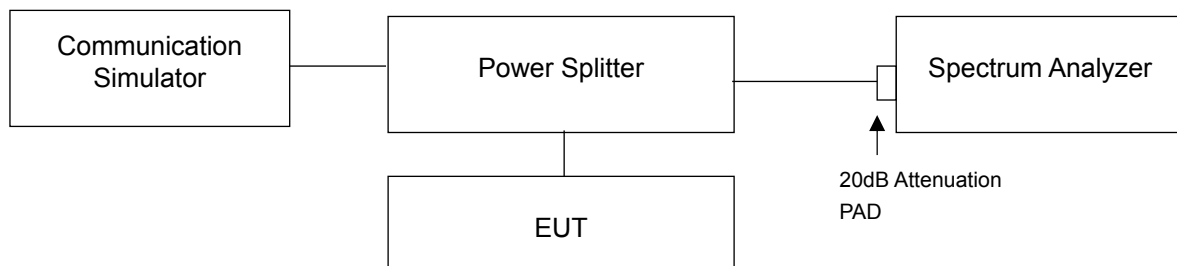 Communication
Simulator
Power Splitter
Spectrum Analyzer
20dB Attenuation
PAD
EUT